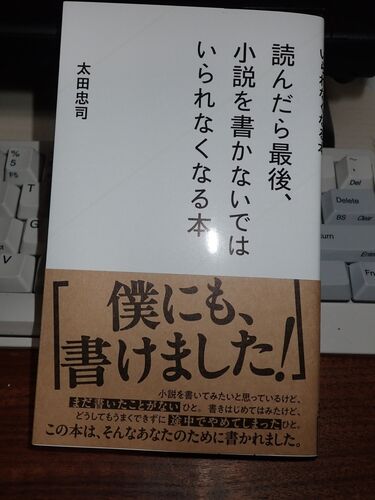 読んだら最後、
小説を書かないでは
いられなくなる本
太田忠司
「僕にも、
書けました!」
小説を書いてみたいと思っているけど、
まだ書いたことがないひと。書きはじめてはみたけど、
どうしてもうまくできずに途中でやめてしまったひと。
この本は、そんなあなたのために書かれました。
%
5
T
G
V
Del
Delete
BS
Clear
Enter